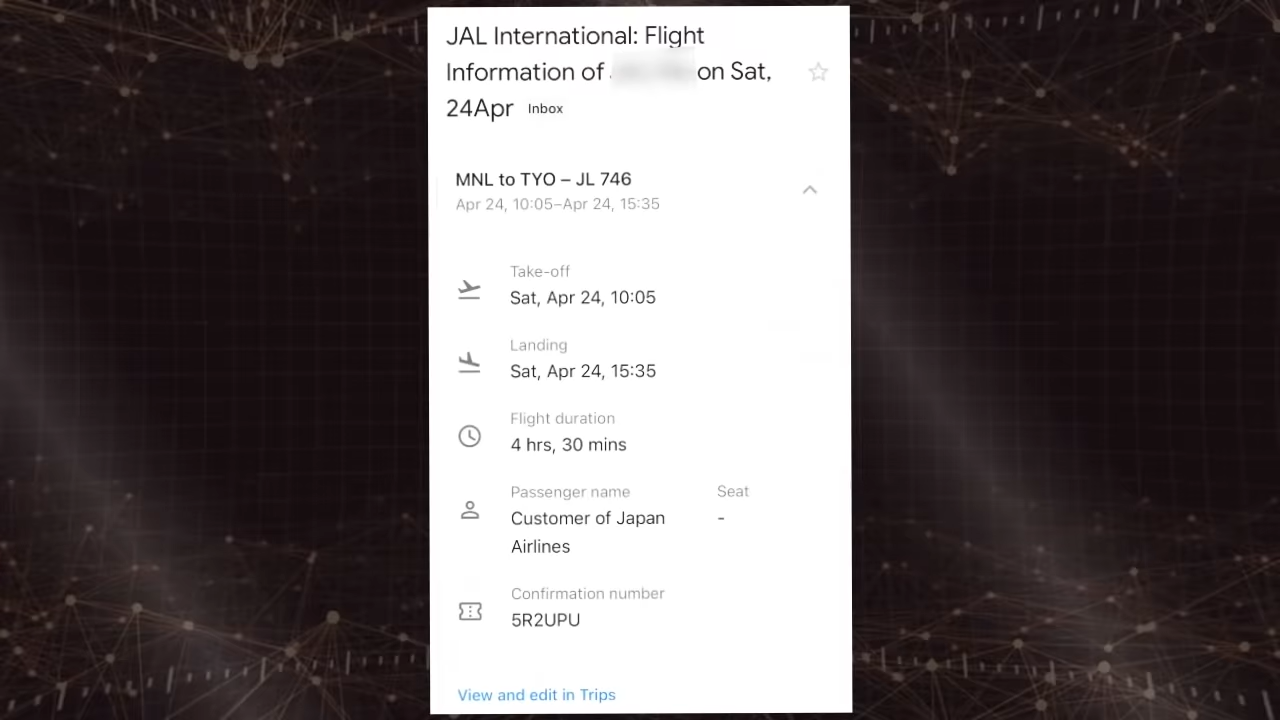 JAL International: Flight
Information of on Sat,
24Apr Inbox
MNL to TYO – JL 746
Apr 24, 10:05–Apr 24, 15:35
Take-off
Sat, Apr 24, 10:05
Landing
Sat, Apr 24, 15:35
Flight duration
4 hrs, 30 mins
Passenger name Seat
Customer of Japan -
Airlines
Confirmation number
5R2UPU
View and edit in Trips